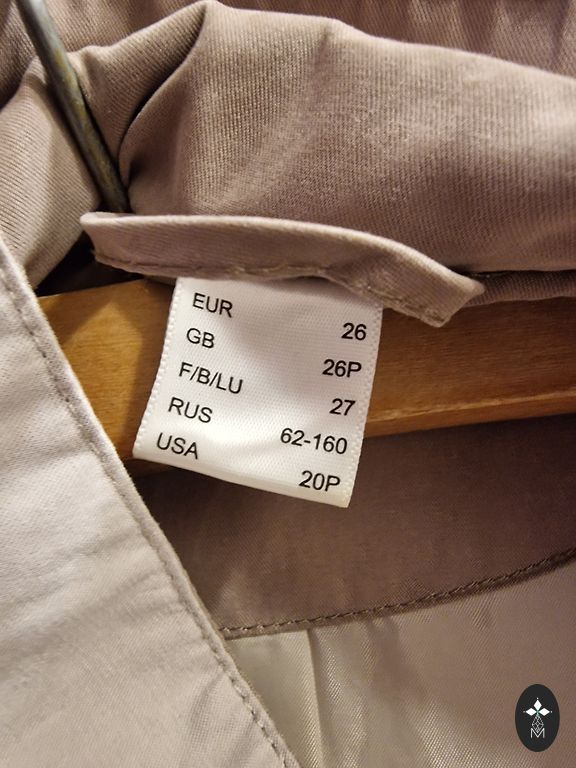 EUR 26
GB 26P
F/B/LU 27
RUS 62-160
USA 20P
M